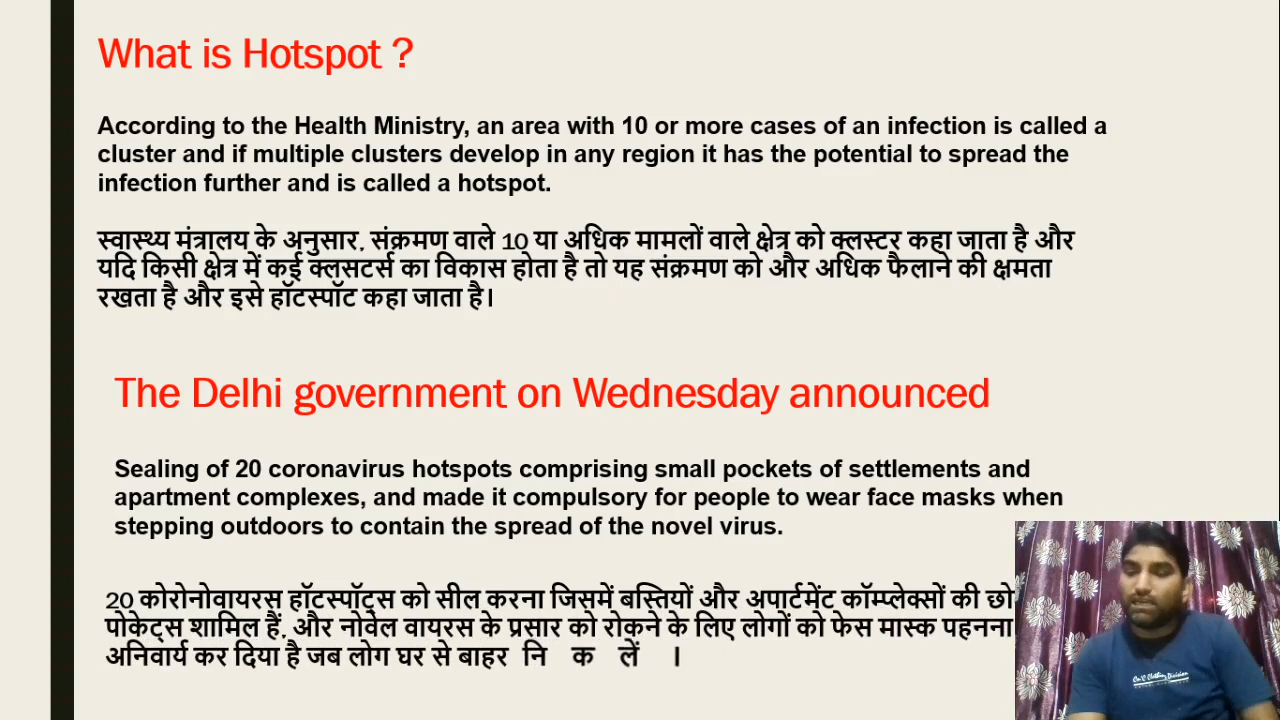 What is Hotspot ?
According to the Health Ministry, an area with 10 or more cases of an infection is called a
cluster and if multiple clusters develop in any region it has the potential to spread the
infection further and is called a hotspot.
स्वास्थ्य मंत्रालय के अनुसार, संक्रमण वाले 10 या अधिक मामलों वाले क्षेत्र को क्लस्टर कहा जाता है और
यदि किसी क्षेत्र में कई क्लसटर्स का विकास होता है तो यह संक्रमण को और अधिक फैलाने की क्षमता
रखता है और इसे हॉटस्पॉट कहा जाता है।
The Delhi government on Wednesday announced
Sealing of 20 coronavirus hotspots comprising small pockets of settlements and
apartment complexes, and made it compulsory for people to wear face masks when
stepping outdoors to contain the spread of the novel virus.
20 कोरोनोवायरस हॉटस्पॉट्स को सील करना जिसमें बस्तियों और अपार्टमेंट कॉम्प्लेक्सों की
पोकेट्स शामिल हैं, और नोवेल वायरस के प्रसार को रोकने के लिए लोगों को फेस मास्क पहनना
अनिवार्य कर दिया है जब लोग घर से बाहर नि क लें ।